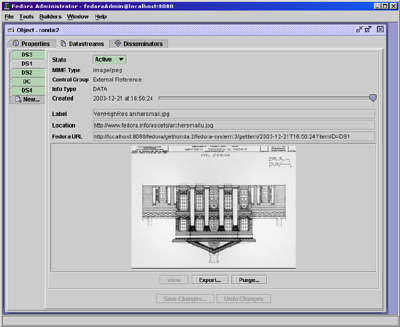 Fedora Administrator - fedoraAdmin@localhost:8080
File Tools Builders Window Help
Object - ronda:2
Properties Datastreams Disseminators
DS3
DS1
DS2
DC
DS4
New...
State Active
MIME Type image/jpeg
Control Group External Reference
Info Type DATA
Created 2003-12-21 at 16:50:24
Label VeryHighRes archersmall.jpg
Location http://www.fedora.info/assets/archersmallu.jpg
Fedora URL http://localhost:8080/fedora/get/ronda:2/fedora-system:3/getItem/2003-12-21T16:50:24?itemID=DS1
View Export... Purge...
Save Changes... Undo Changes